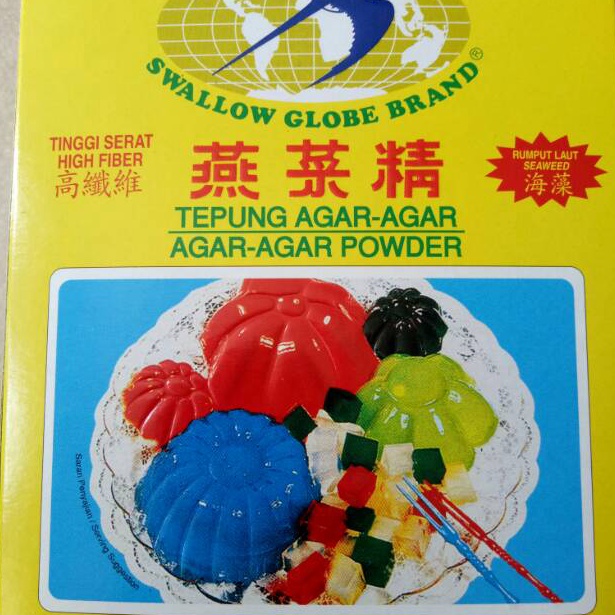 SWALLOW GLOBE BRAND®
TINGGI SERAT
HIGH FIBER
高纖維
燕菜精
RUMPUT LAUT
SEAWEED
海藻
TEPUNG AGAR-AGAR
AGAR-AGAR POWDER
Saran Penyajian / Serving Suggestion